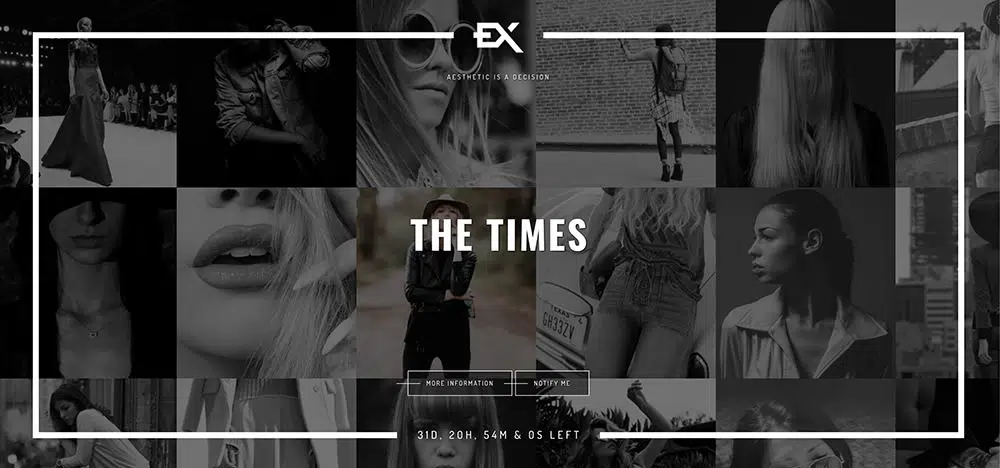 EX
AESTHETIC IS A DECISION
THE TIMES
TEXAS
GH33ZV
MORE INFORMATION
NOTIFY ME
31D, 20H, 54M & 0S LEFT